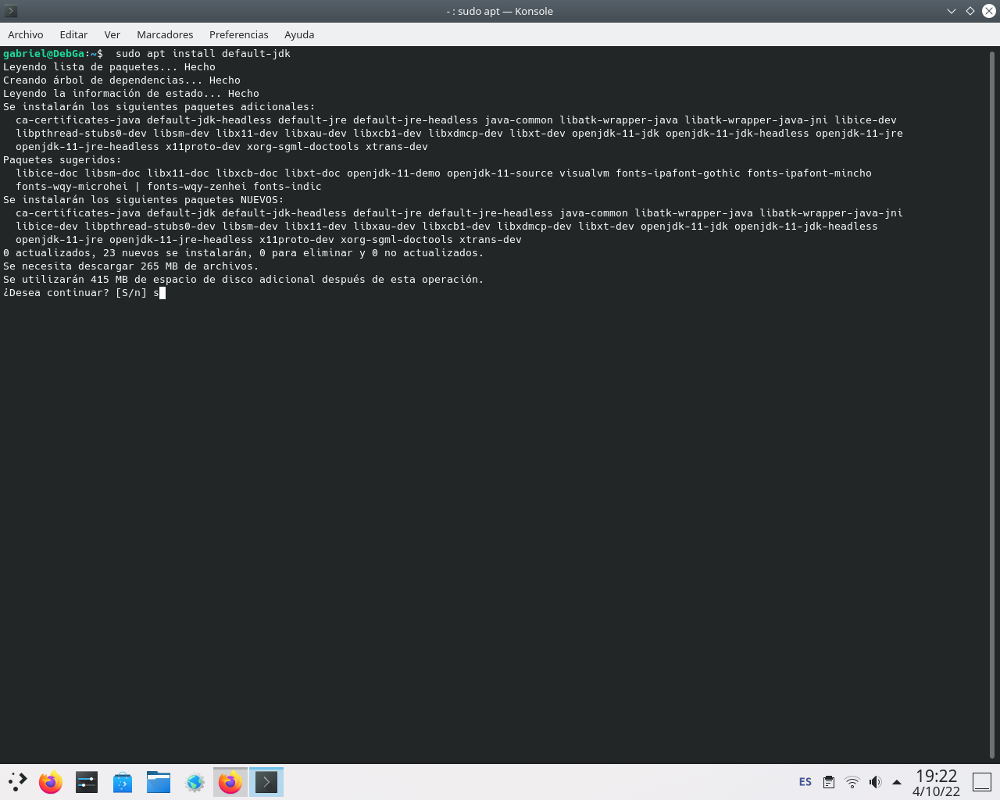 - : sudo apt — Konsole
Archivo Editar Ver Marcadores Preferencias Ayuda
gabriel@DebGa:~$  sudo apt install default-jdk
Leyendo lista de paquetes... Hecho
Creando árbol de dependencias... Hecho
Leyendo la información de estado... Hecho
Se instalarán los siguientes paquetes adicionales:
  ca-certificates-java default-jdk-headless default-jre default-jre-headless java-common libatk-wrapper-java libatk-wrapper-java-jni libice-dev
  libpthread-stubs0-dev libsm-dev libx11-dev libxau-dev libxcb1-dev libxdmcp-dev libxt-dev openjdk-11-jdk openjdk-11-jdk-headless openjdk-11-jre
  openjdk-11-jre-headless x11proto-dev xorg-sgml-doctools xtrans-dev
Paquetes sugeridos:
  libice-doc libsm-doc libx11-doc libxcb-doc libxt-doc openjdk-11-demo openjdk-11-source visualvm fonts-ipafont-gothic fonts-ipafont-mincho
  fonts-wqy-microhei | fonts-wqy-zenhei fonts-indic
Se instalarán los siguientes paquetes NUEVOS:
  ca-certificates-java default-jdk default-jdk-headless default-jre default-jre-headless java-common libatk-wrapper-java libatk-wrapper-java-jni
  libice-dev libpthread-stubs0-dev libsm-dev libx11-dev libxau-dev libxcb1-dev libxdmcp-dev libxt-dev openjdk-11-jdk openjdk-11-jdk-headless
  openjdk-11-jre openjdk-11-jre-headless x11proto-dev xorg-sgml-doctools xtrans-dev
0 actualizados, 23 nuevos se instalarán, 0 para eliminar y 0 no actualizados.
Se necesita descargar 265 MB de archivos.
Se utilizarán 415 MB de espacio de disco adicional después de esta operación.
¿Desea continuar? [S/n] s
ES
19:22
4/10/22